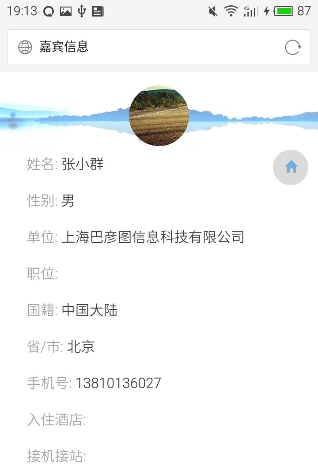 19:13 87
嘉宾信息
姓名: 张小群
性别: 男
单位: 上海巴彦图信息科技有限公司
职位:
国籍: 中国大陆
省/市: 北京
手机号: 13810136027
入住酒店:
接机接站: